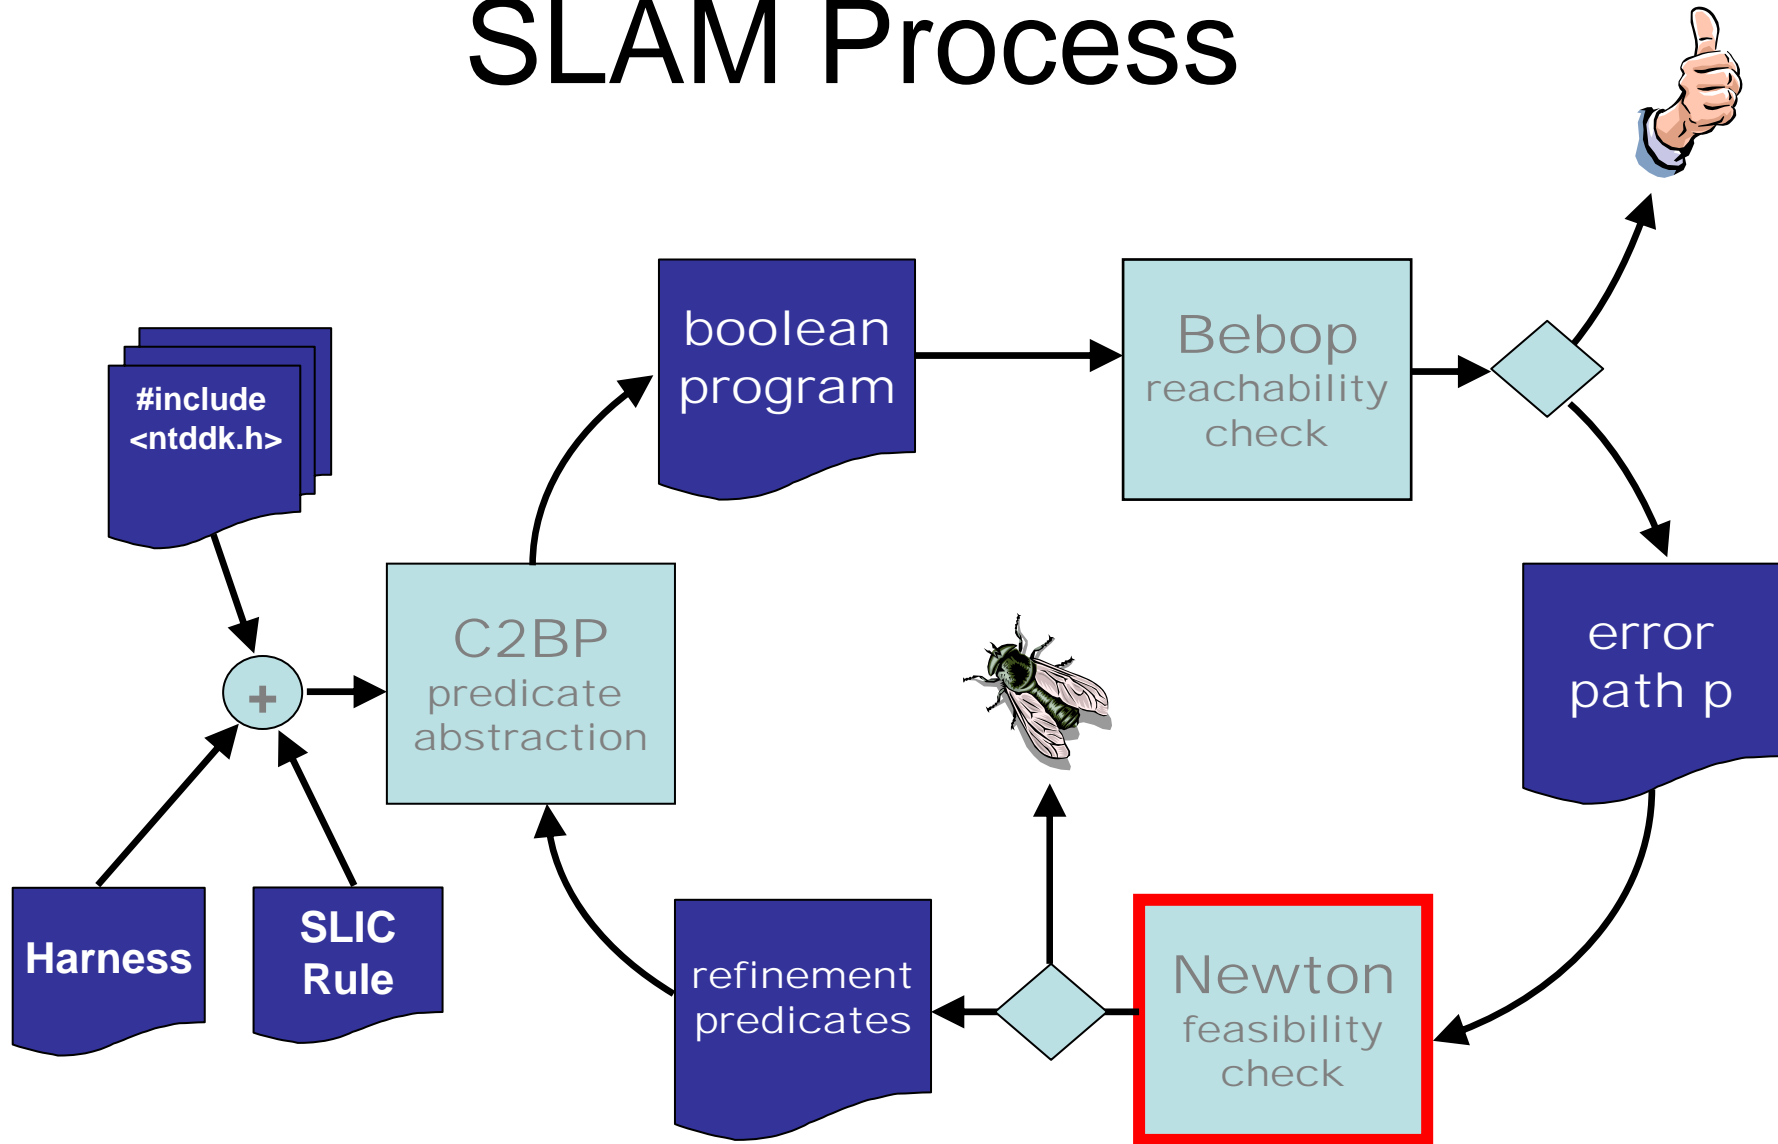 SLAM Process
boolean
program
Bebop
reachability
check
#include
<ntddk.h>
C2BP
predicate
abstraction
+
error
path p
Harness
SLIC
Rule
refinement
predicates
Newton
feasibility
check